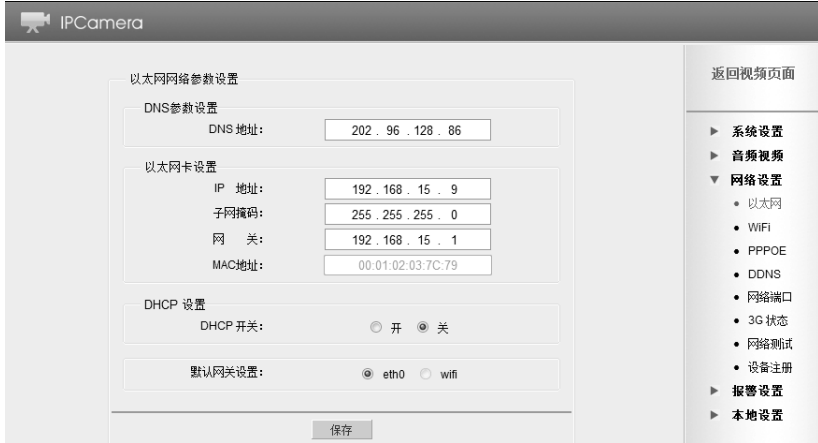 IPCamera
以太网网络参数设置
DNS参数设置
DNS 地址： 202 . 96 . 128 . 86
以太网卡设置
IP 地址： 192 . 168 . 15 . 9
子网掩码： 255 . 255 . 255 . 0
网 关： 192 . 168 . 15 . 1
MAC地址： 00:01:02:03:7C:79
DHCP 设置
DHCP 开关： 开 关
默认网关设置： eth0 wifi
保存
返回视频页面
系统设置
音频视频
网络设置
以太网
WiFi
PPPOE
DDNS
网络端口
3G 状态
网络测试
设备注册
报警设置
本地设置